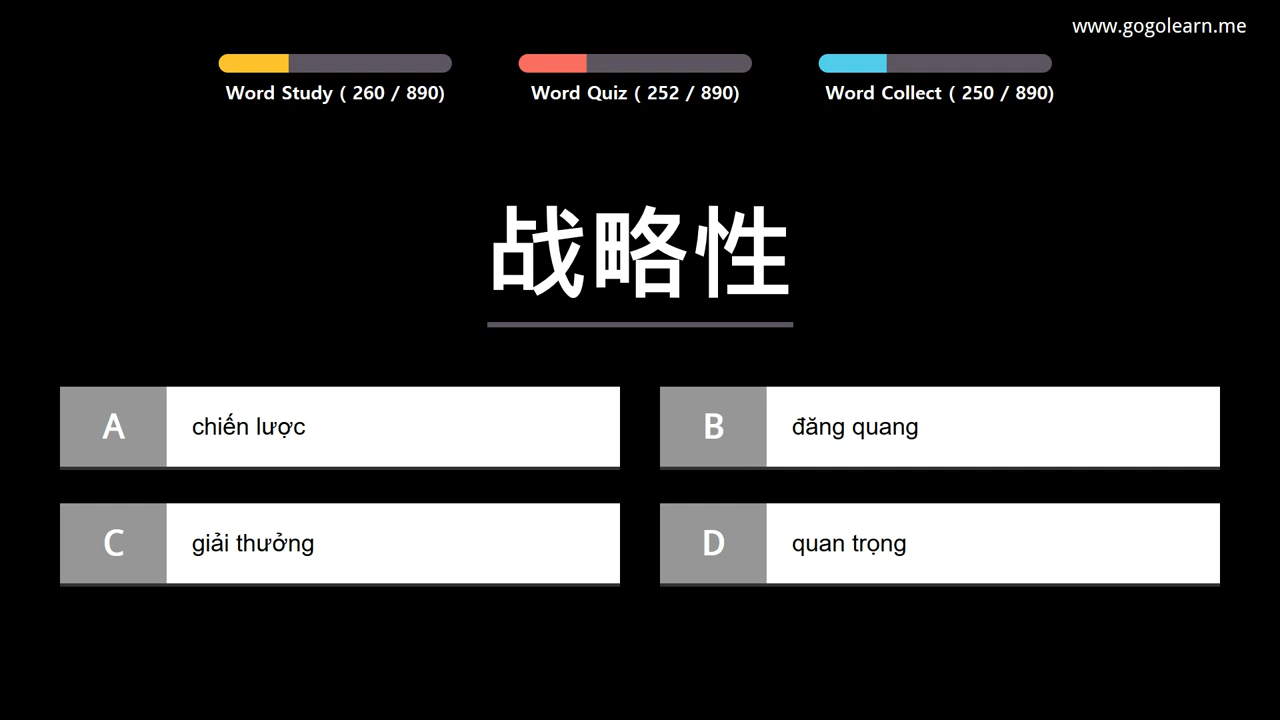 www.gogolearn.me
Word Study ( 260 / 890)
Word Quiz ( 252 / 890)
Word Collect ( 250 / 890)
战略性
A chiến lược
B đăng quang
C giải thưởng
D quan trọng